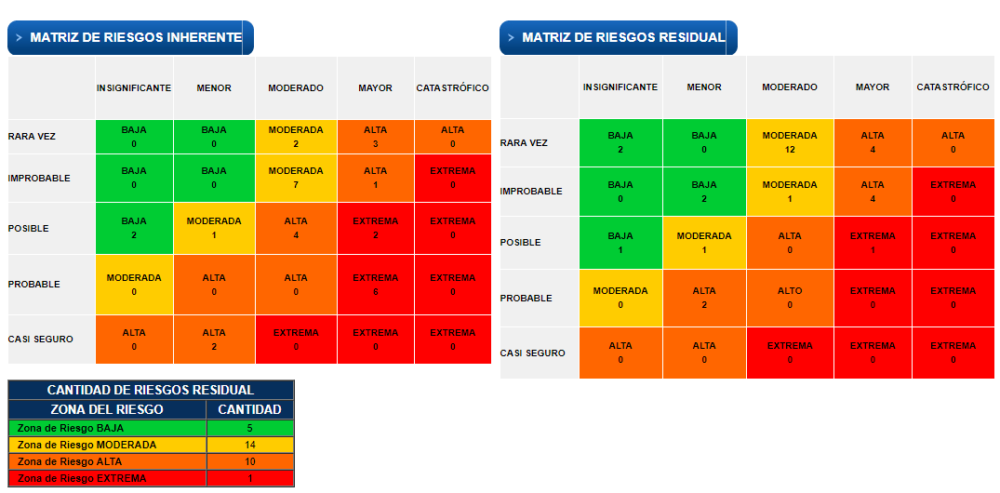 MATRIZ DE RIESGOS INHERENTE
INSIGNIFICANTE MENOR MODERADO MAYOR CATASTRÓFICO
RARA VEZ
BAJA BAJA MODERADA ALTA ALTA
0 0 2 3 0
IMPROBABLE
BAJA BAJA MODERADA ALTA EXTREMA
0 0 7 1 0
POSIBLE
BAJA MODERADA ALTA EXTREMA EXTREMA
2 1 4 2 0
PROBABLE
MODERADA ALTA ALTA EXTREMA EXTREMA
0 0 0 6 0
CASI SEGURO
ALTA ALTA EXTREMA EXTREMA EXTREMA
0 2 0 0 0
MATRIZ DE RIESGOS RESIDUAL
INSIGNIFICANTE MENOR MODERADO MAYOR CATASTRÓFICO
RARA VEZ
BAJA BAJA MODERADA ALTA ALTA
2 0 12 4 0
IMPROBABLE
BAJA BAJA MODERADA ALTA EXTREMA
0 2 1 4 0
POSIBLE
BAJA MODERADA ALTA EXTREMA EXTREMA
1 1 0 1 0
PROBABLE
MODERADA ALTA ALTO EXTREMA EXTREMA
0 2 0 0 0
CASI SEGURO
ALTA ALTA EXTREMA EXTREMA EXTREMA
0 0 0 0 0
CANTIDAD DE RIESGOS RESIDUAL
ZONA DEL RIESGO CANTIDAD
Zona de Riesgo BAJA 5
Zona de Riesgo MODERADA 14
Zona de Riesgo ALTA 10
Zona de Riesgo EXTREMA 1